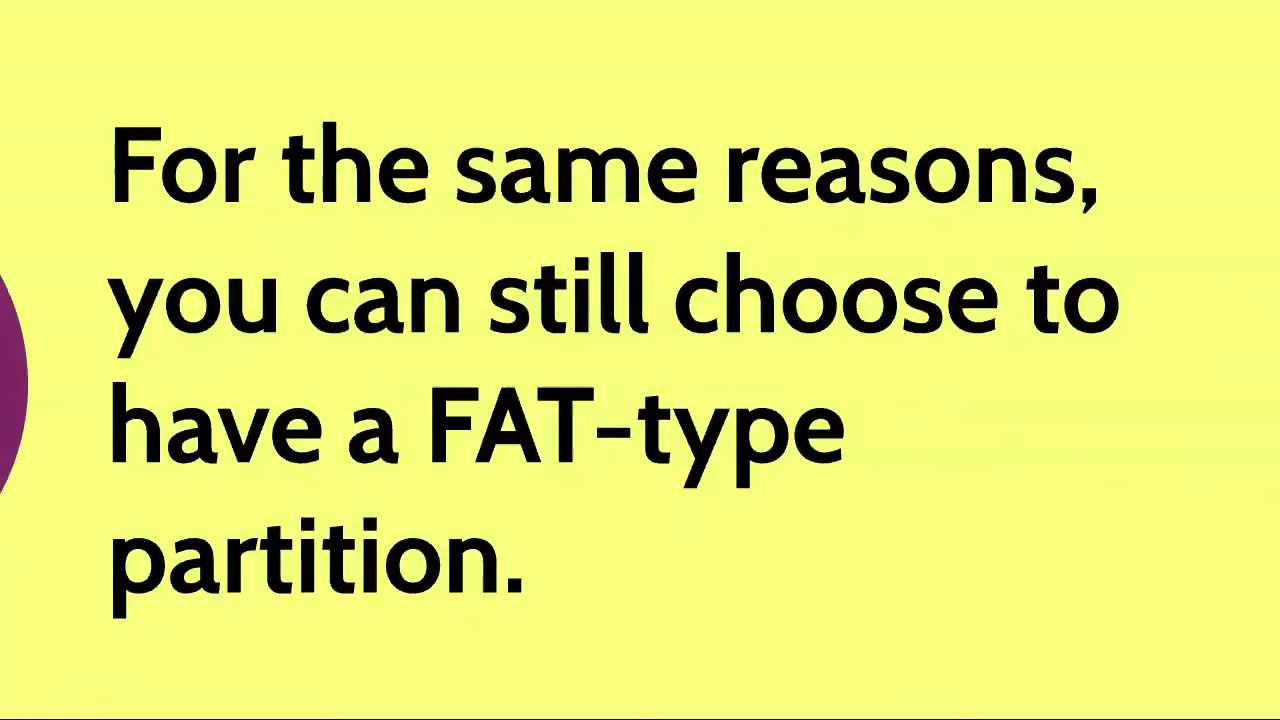 For the same reasons,
you can still choose to
have a FAT-type
partition.